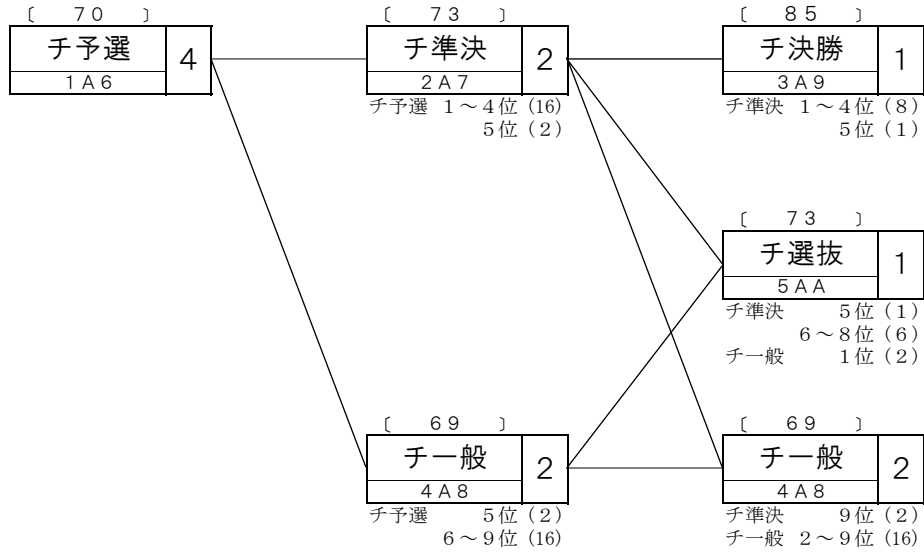 〔　７０　〕
チ予選 4
１Ａ６
〔　７３　〕
チ準決 2
２Ａ７
チ予選 １～４位 (16)
５位（２）
〔　８５　〕
チ決勝 1
３Ａ９
チ準決 １～４位（８）
５位（１）
〔　７３　〕
チ選抜 1
５ＡＡ
チ準決 ５位（１）
６～８位（６）
チ一般 １位（２）
〔　６９　〕
チ一般 2
４Ａ８
チ予選 ５位（２）
６～９位 (16)
〔　６９　〕
チ一般 2
４Ａ８
チ準決 ９位（２）
チ一般 ２～９位 (16)